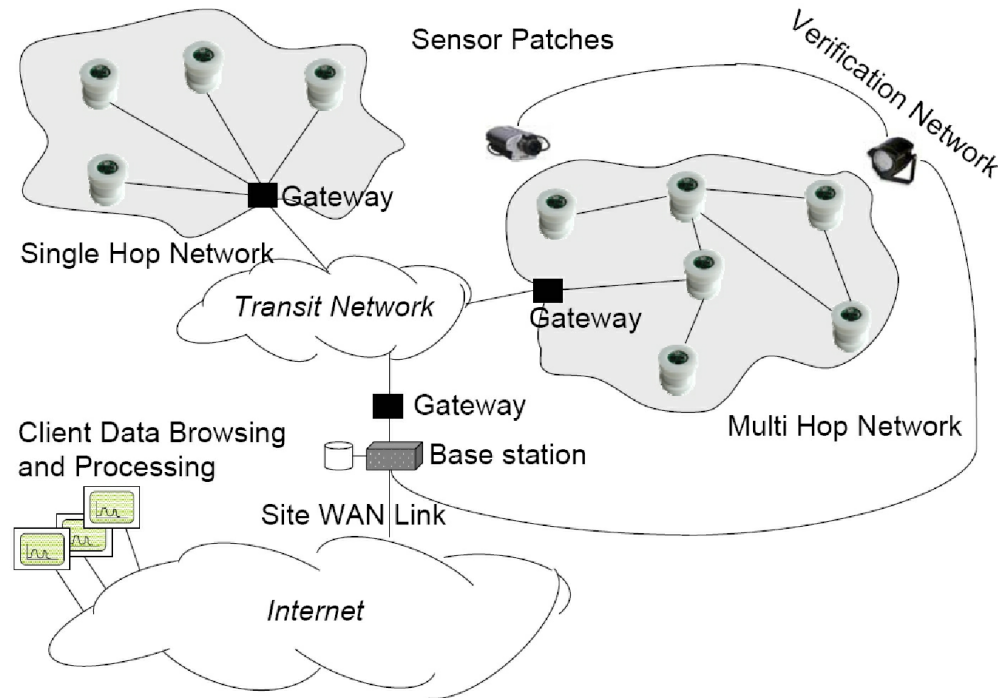 Sensor Patches
Verification Network
Gateway
Single Hop Network
Transit Network
Gateway
Gateway
Multi Hop Network
Client Data Browsing
and Processing
Base station
Site WAN Link
Internet